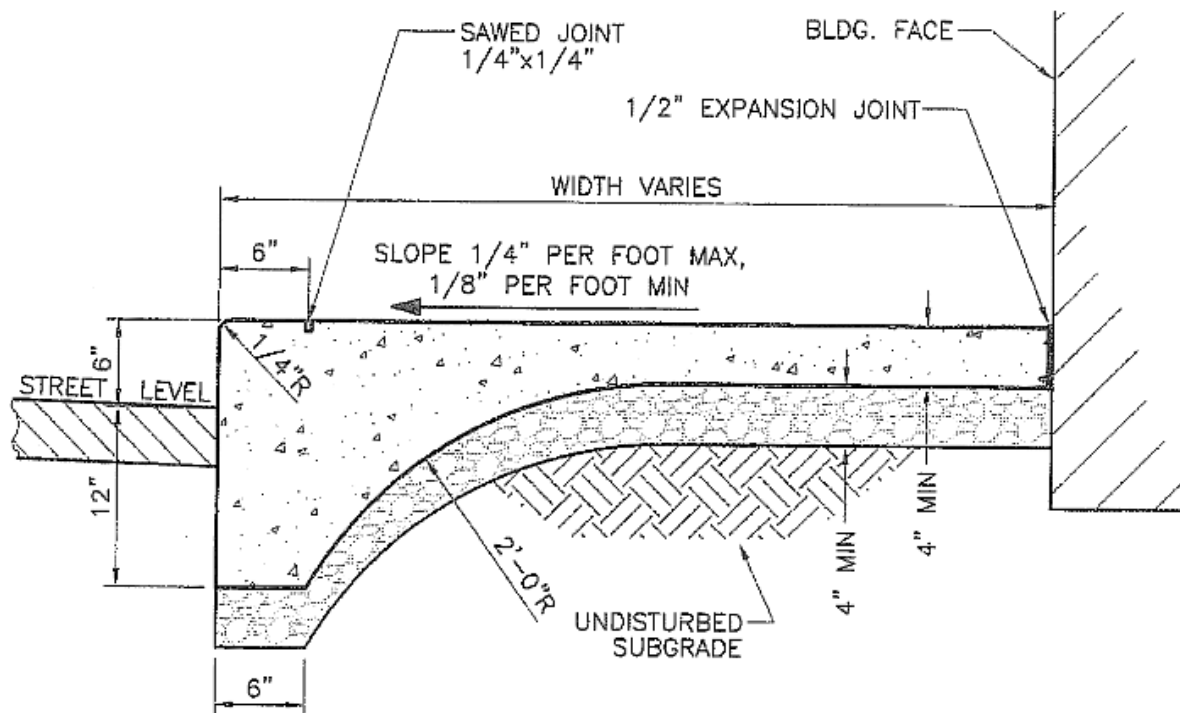 SAWED JOINT
1/4"x1/4"
BLDG. FACE
1/2" EXPANSION JOINT
WIDTH VARIES
6"
SLOPE 1/4" PER FOOT MAX,
1/8" PER FOOT MIN
6"
1/4"R
STREET LEVEL
12"
2'-0"R
4" MIN
4" MIN
UNDISTURBED
SUBGRADE
6"